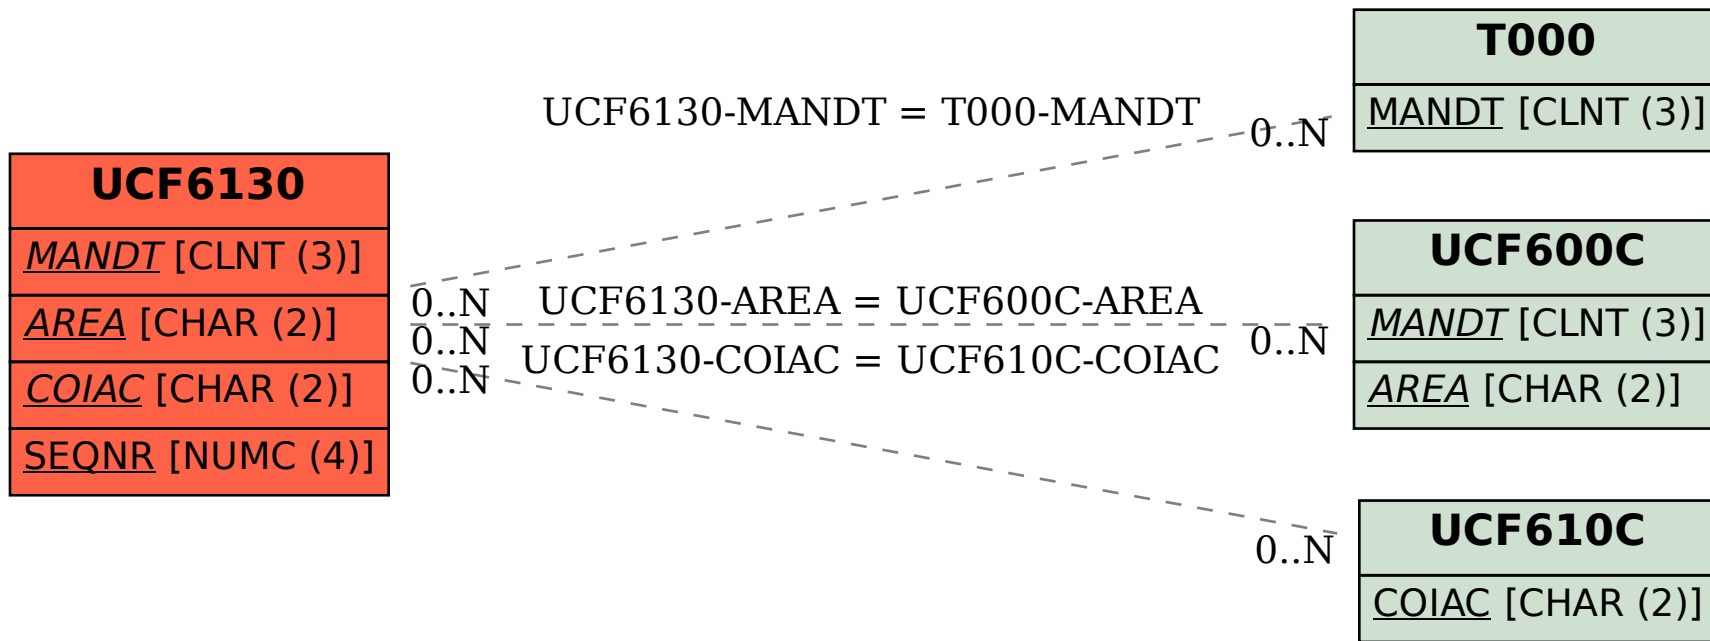 UCF6130
MANDT [CLNT (3)]
AREA [CHAR (2)]
COIAC [CHAR (2)]
SEQNR [NUMC (4)]
UCF6130-MANDT = T000-MANDT
0..N
0..N
UCF6130-AREA = UCF600C-AREA
0..N
0..N
UCF6130-COIAC = UCF610C-COIAC
0..N
0..N
T000
MANDT [CLNT (3)]
UCF600C
MANDT [CLNT (3)]
AREA [CHAR (2)]
UCF610C
COIAC [CHAR (2)]